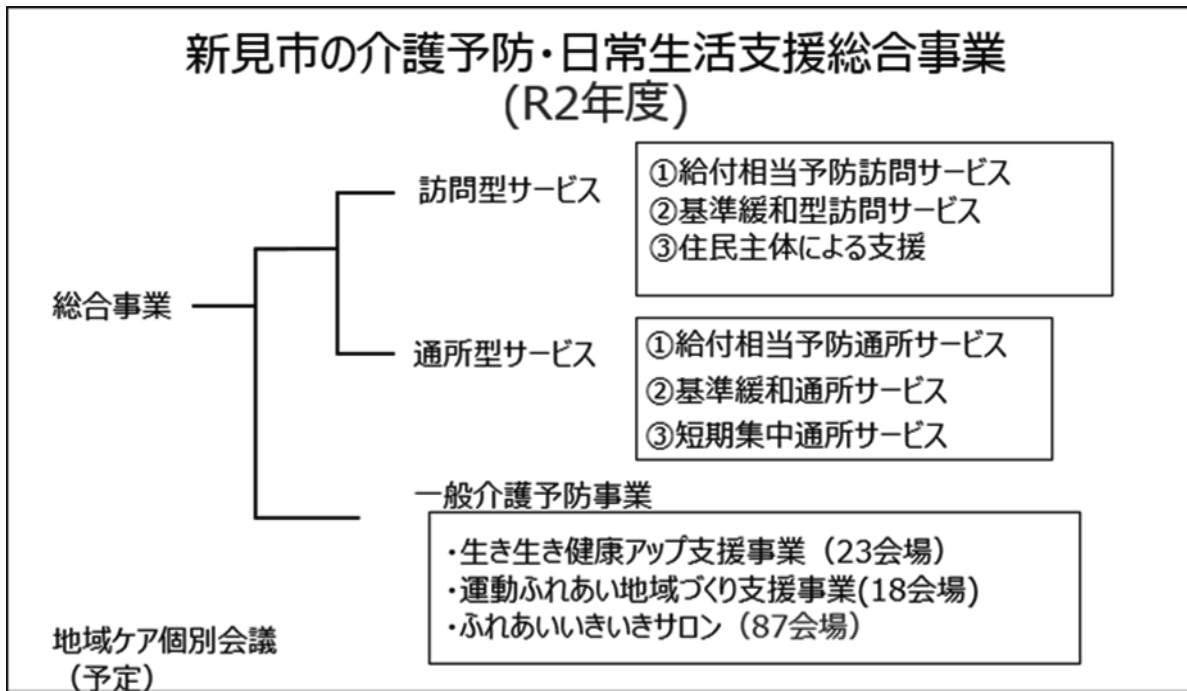 新見市の介護予防・日常生活支援総合事業
(R2年度)
訪問型サービス
①給付相当予防訪問サービス
②基準緩和型訪問サービス
③住民主体による支援
総合事業
通所型サービス
①給付相当予防通所サービス
②基準緩和通所サービス
③短期集中通所サービス
一般介護予防事業
・生き生き健康アップ支援事業（23会場）
・運動ふれあい地域づくり支援事業(18会場)
・ふれあいいきいきサロン（87会場）
地域ケア個別会議
（予定）